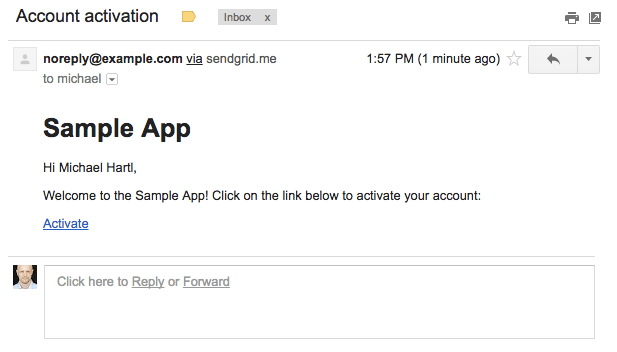 Account activation Inbox x
noreply@example.com via sendgrid.me 1:57 PM (1 minute ago)
to michael
Sample App
Hi Michael Hartl,
Welcome to the Sample App! Click on the link below to activate your account:
Activate
Click here to Reply or Forward